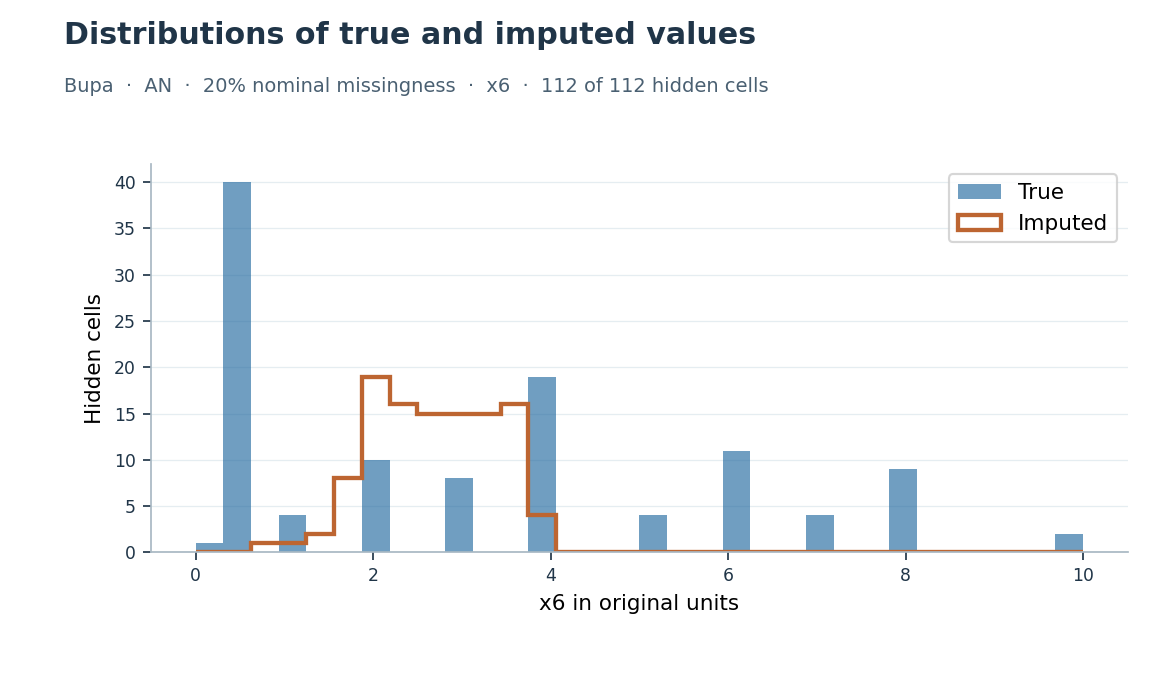 Distributions of true and imputed values
Bupa · AN · 20% nominal missingness · x6 · 112 of 112 hidden cells
True
Imputed
Hidden cells
40
35
30
25
20
15
10
5
0
0 2 4 6 8 10
x6 in original units